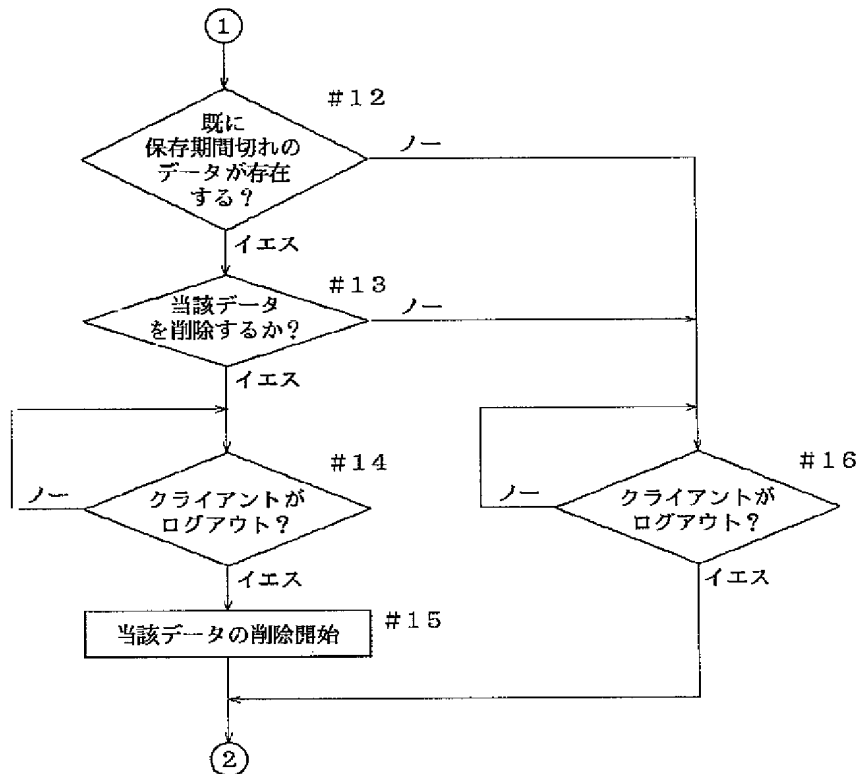 1
#12
既に
保存期間切れの
データが存在
する?
ノー
イエス
#13
当該データ
を削除するか?
ノー
イエス
#14
クライアントが
ログアウト?
ノー
イエス
#16
クライアントが
ログアウト?
ノー
イエス
当該データの削除開始
#15
2